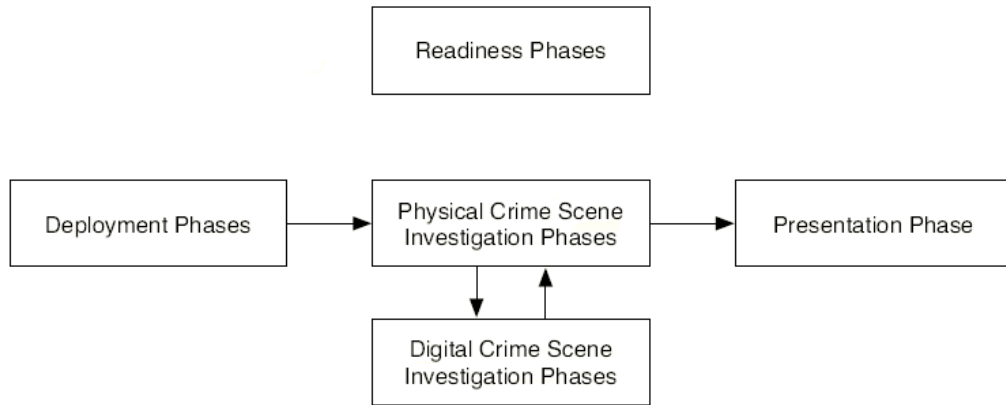 Readiness Phases
Deployment Phases
Physical Crime Scene
Investigation Phases
Presentation Phase
Digital Crime Scene
Investigation Phases